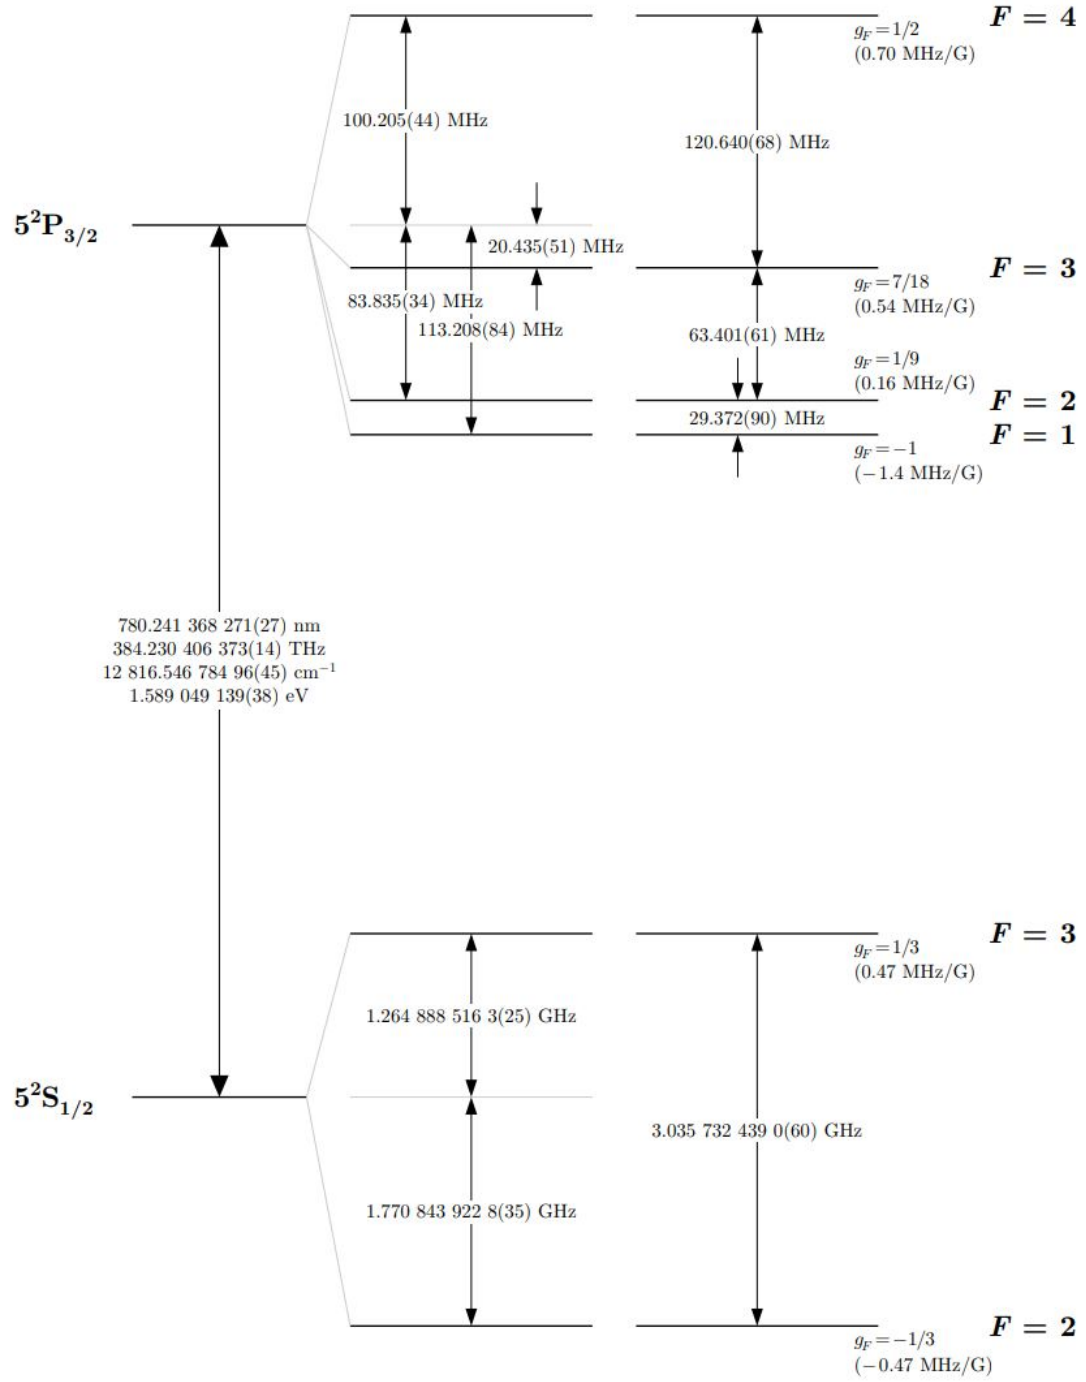 F = 4
g_F = 1/2
(0.70 MHz/G)
100.205(44) MHz
120.640(68) MHz
5²P₃/₂
20.435(51) MHz
F = 3
g_F = 7/18
(0.54 MHz/G)
83.835(34) MHz
113.208(84) MHz
63.401(61) MHz
g_F = 1/9
(0.16 MHz/G)
F = 2
29.372(90) MHz
F = 1
g_F = −1
(−1.4 MHz/G)
780.241 368 271(27) nm
384.230 406 373(14) THz
12 816.546 784 96(45) cm⁻¹
1.589 049 139(38) eV
F = 3
g_F = 1/3
(0.47 MHz/G)
1.264 888 516 3(25) GHz
5²S₁/₂
3.035 732 439 0(60) GHz
1.770 843 922 8(35) GHz
F = 2
g_F = −1/3
(−0.47 MHz/G)